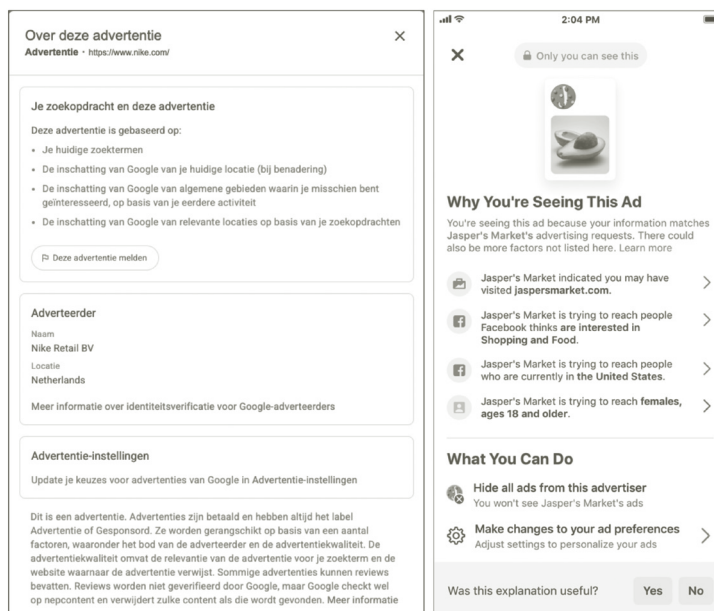 Over deze advertentie
Advertentie · https://www.nike.com/
Je zoekopdracht en deze advertentie
Deze advertentie is gebaseerd op:
• Je huidige zoektermen
• De inschatting van Google van je huidige locatie (bij benadering)
• De inschatting van Google van algemene gebieden waarin je misschien bent
geïnteresseerd, op basis van je eerdere activiteit
• De inschatting van Google van relevante locaties op basis van je zoekopdrachten
Deze advertentie melden
Adverteerder
Naam
Nike Retail BV
Locatie
Netherlands
Meer informatie over identiteitsverificatie voor Google-adverteerders
Advertentie-instellingen
Update je keuzes voor advertenties van Google in Advertentie-instellingen
Dit is een advertentie. Advertenties zijn betaald en hebben altijd het label
Advertentie of Gesponsord. Ze worden gerangschikt op basis van een aantal
factoren, waaronder het bod van de adverteerder en de advertentiekwaliteit. De
advertentiekwaliteit omvat de relevantie van de advertentie voor je zoekterm en de
website waarnaar de advertentie verwijst. Sommige advertenties kunnen reviews
bevatten. Reviews worden niet geverifieerd door Google, maar Google checkt wel
op nepcontent en verwijdert zulke content als die wordt gevonden. Meer informatie
2:04 PM
Only you can see this
Why You're Seeing This Ad
You're seeing this ad because your information matches
Jasper's Market's advertising requests. There could
also be more factors not listed here. Learn more
Jasper's Market indicated you may have
visited jaspersmarket.com.
Jasper's Market is trying to reach people
Facebook thinks are interested in
Shopping and Food.
Jasper's Market is trying to reach people
who are currently in the United States.
Jasper's Market is trying to reach females,
ages 18 and older.
What You Can Do
Hide all ads from this advertiser
You won't see Jasper's Market's ads
Make changes to your ad preferences
Adjust settings to personalize your ads
Was this explanation useful?
Yes
No